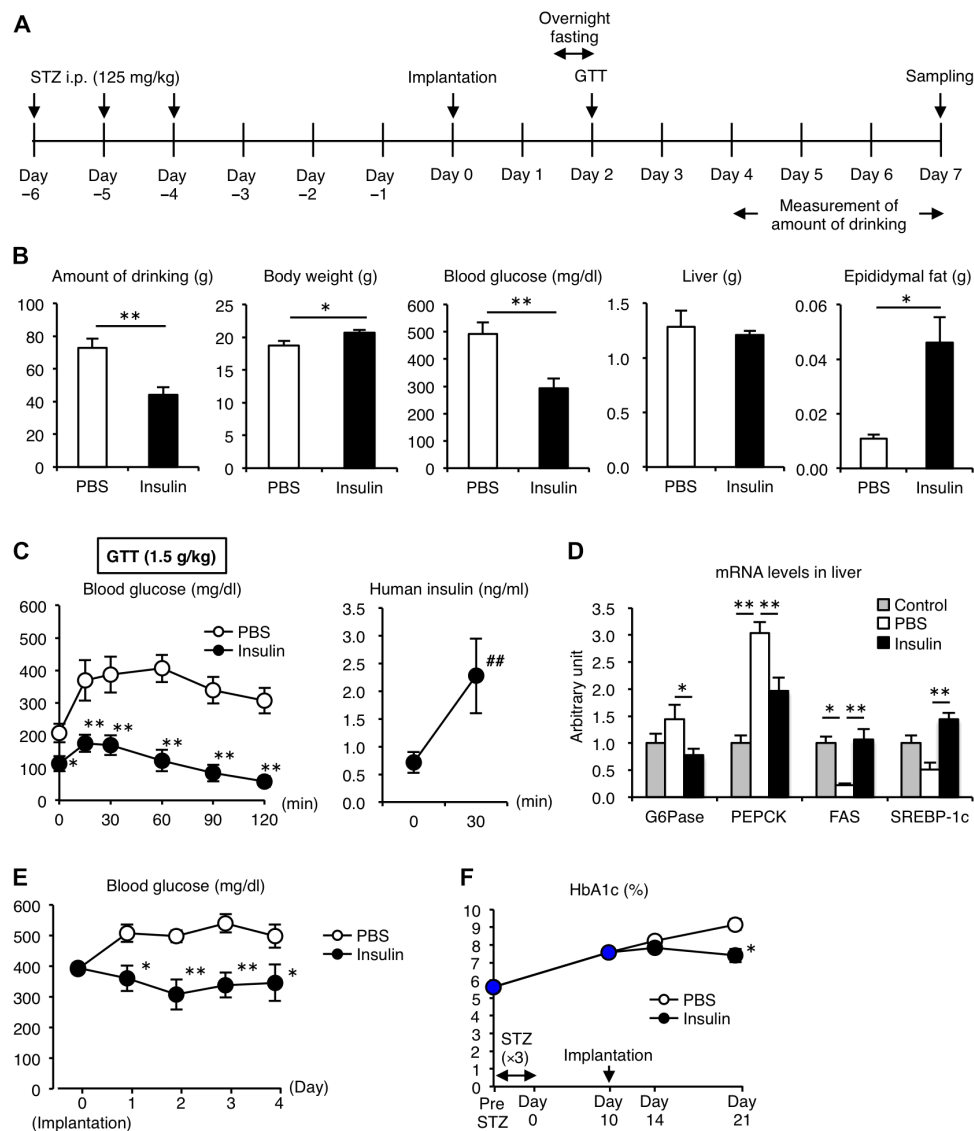 A
Overnight
fasting
STZ i.p. (125 mg/kg)
Implantation
GTT
Sampling
Day
−6
Day
−5
Day
−4
Day
−3
Day
−2
Day
−1
Day 0
Day 1
Day 2
Day 3
Day 4
Day 5
Day 6
Day 7
Measurement of
amount of drinking
B
Amount of drinking (g)
100
80
60
40
20
0
**
PBS
Insulin
Body weight (g)
25
20
15
10
5
0
*
PBS
Insulin
Blood glucose (mg/dl)
600
500
400
300
200
100
0
**
PBS
Insulin
Liver (g)
1.5
1.0
0.5
0.0
PBS
Insulin
Epididymal fat (g)
0.06
0.04
0.02
0.00
*
PBS
Insulin
C
GTT (1.5 g/kg)
Blood glucose (mg/dl)
600
500
400
300
200
100
0
PBS
Insulin
*
**
**
**
**
**
0
15
30
60
90
120
(min)
Human insulin (ng/ml)
3.5
3.0
2.5
2.0
1.5
1.0
0.5
0.0
##
0
30
(min)
D
mRNA levels in liver
Arbitrary unit
3.5
3.0
2.5
2.0
1.5
1.0
0.5
0.0
Control
PBS
Insulin
*
** **
* **
**
G6Pase
PEPCK
FAS
SREBP-1c
E
Blood glucose (mg/dl)
600
500
400
300
400
300
200
100
0
PBS
Insulin
*
**
**
*
0
1
2
3
4
(Day)
(Implantation)
F
HbA1c (%)
10
9
8
7
6
5
4
3
2
1
0
*
PBS
Insulin
STZ
(×3)
Implantation
Pre
STZ
Day
0
Day
10
Day
14
Day
21